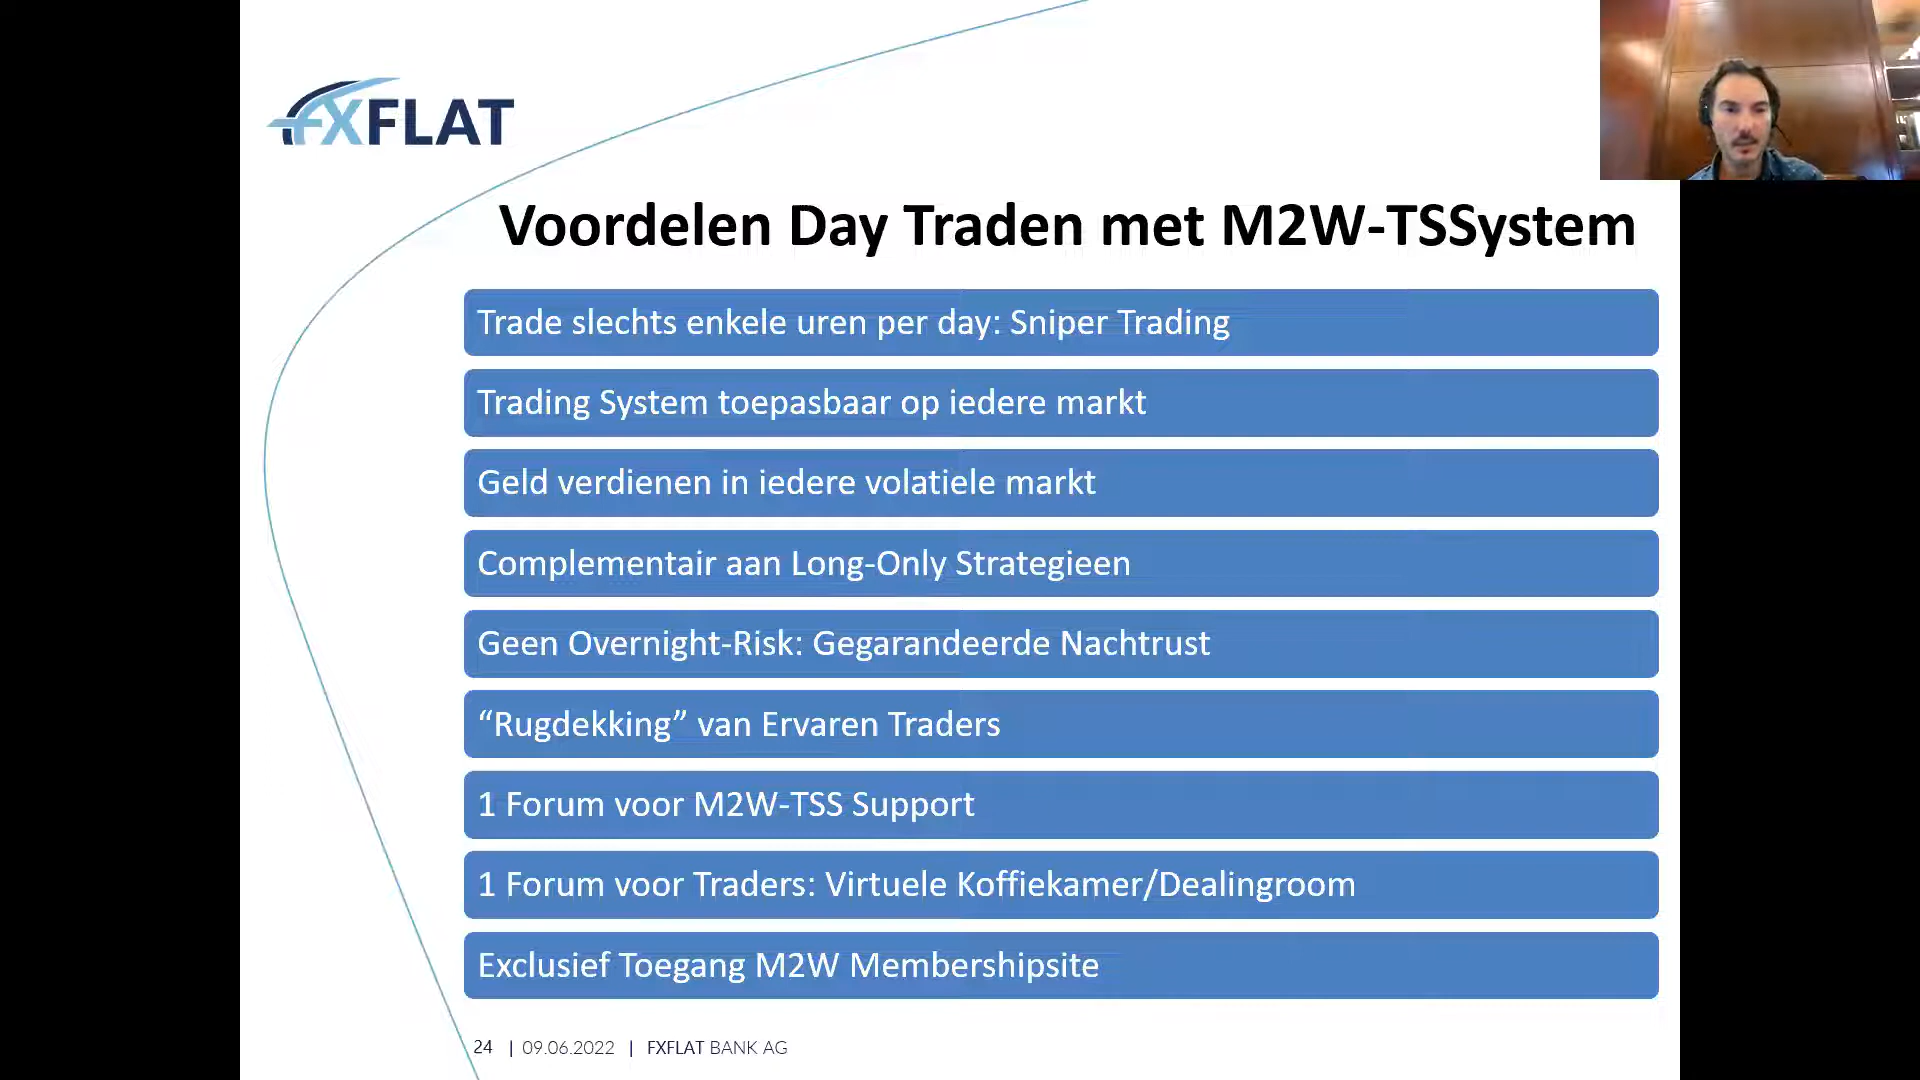 FXFLAT
Voordelen Day Traden met M2W-TSSystem
Trade slechts enkele uren per day: Sniper Trading
Trading System toepasbaar op iedere markt
Geld verdienen in iedere volatiele markt
Complementair aan Long-Only Strategieen
Geen Overnight-Risk: Gegarandeerde Nachtrust
“Rugdekking” van Ervaren Traders
1 Forum voor M2W-TSS Support
1 Forum voor Traders: Virtuele Koffiekamer/Dealingroom
Exclusief Toegang M2W Membershipsite
24 | 09.06.2022 | FXFLAT BANK AG